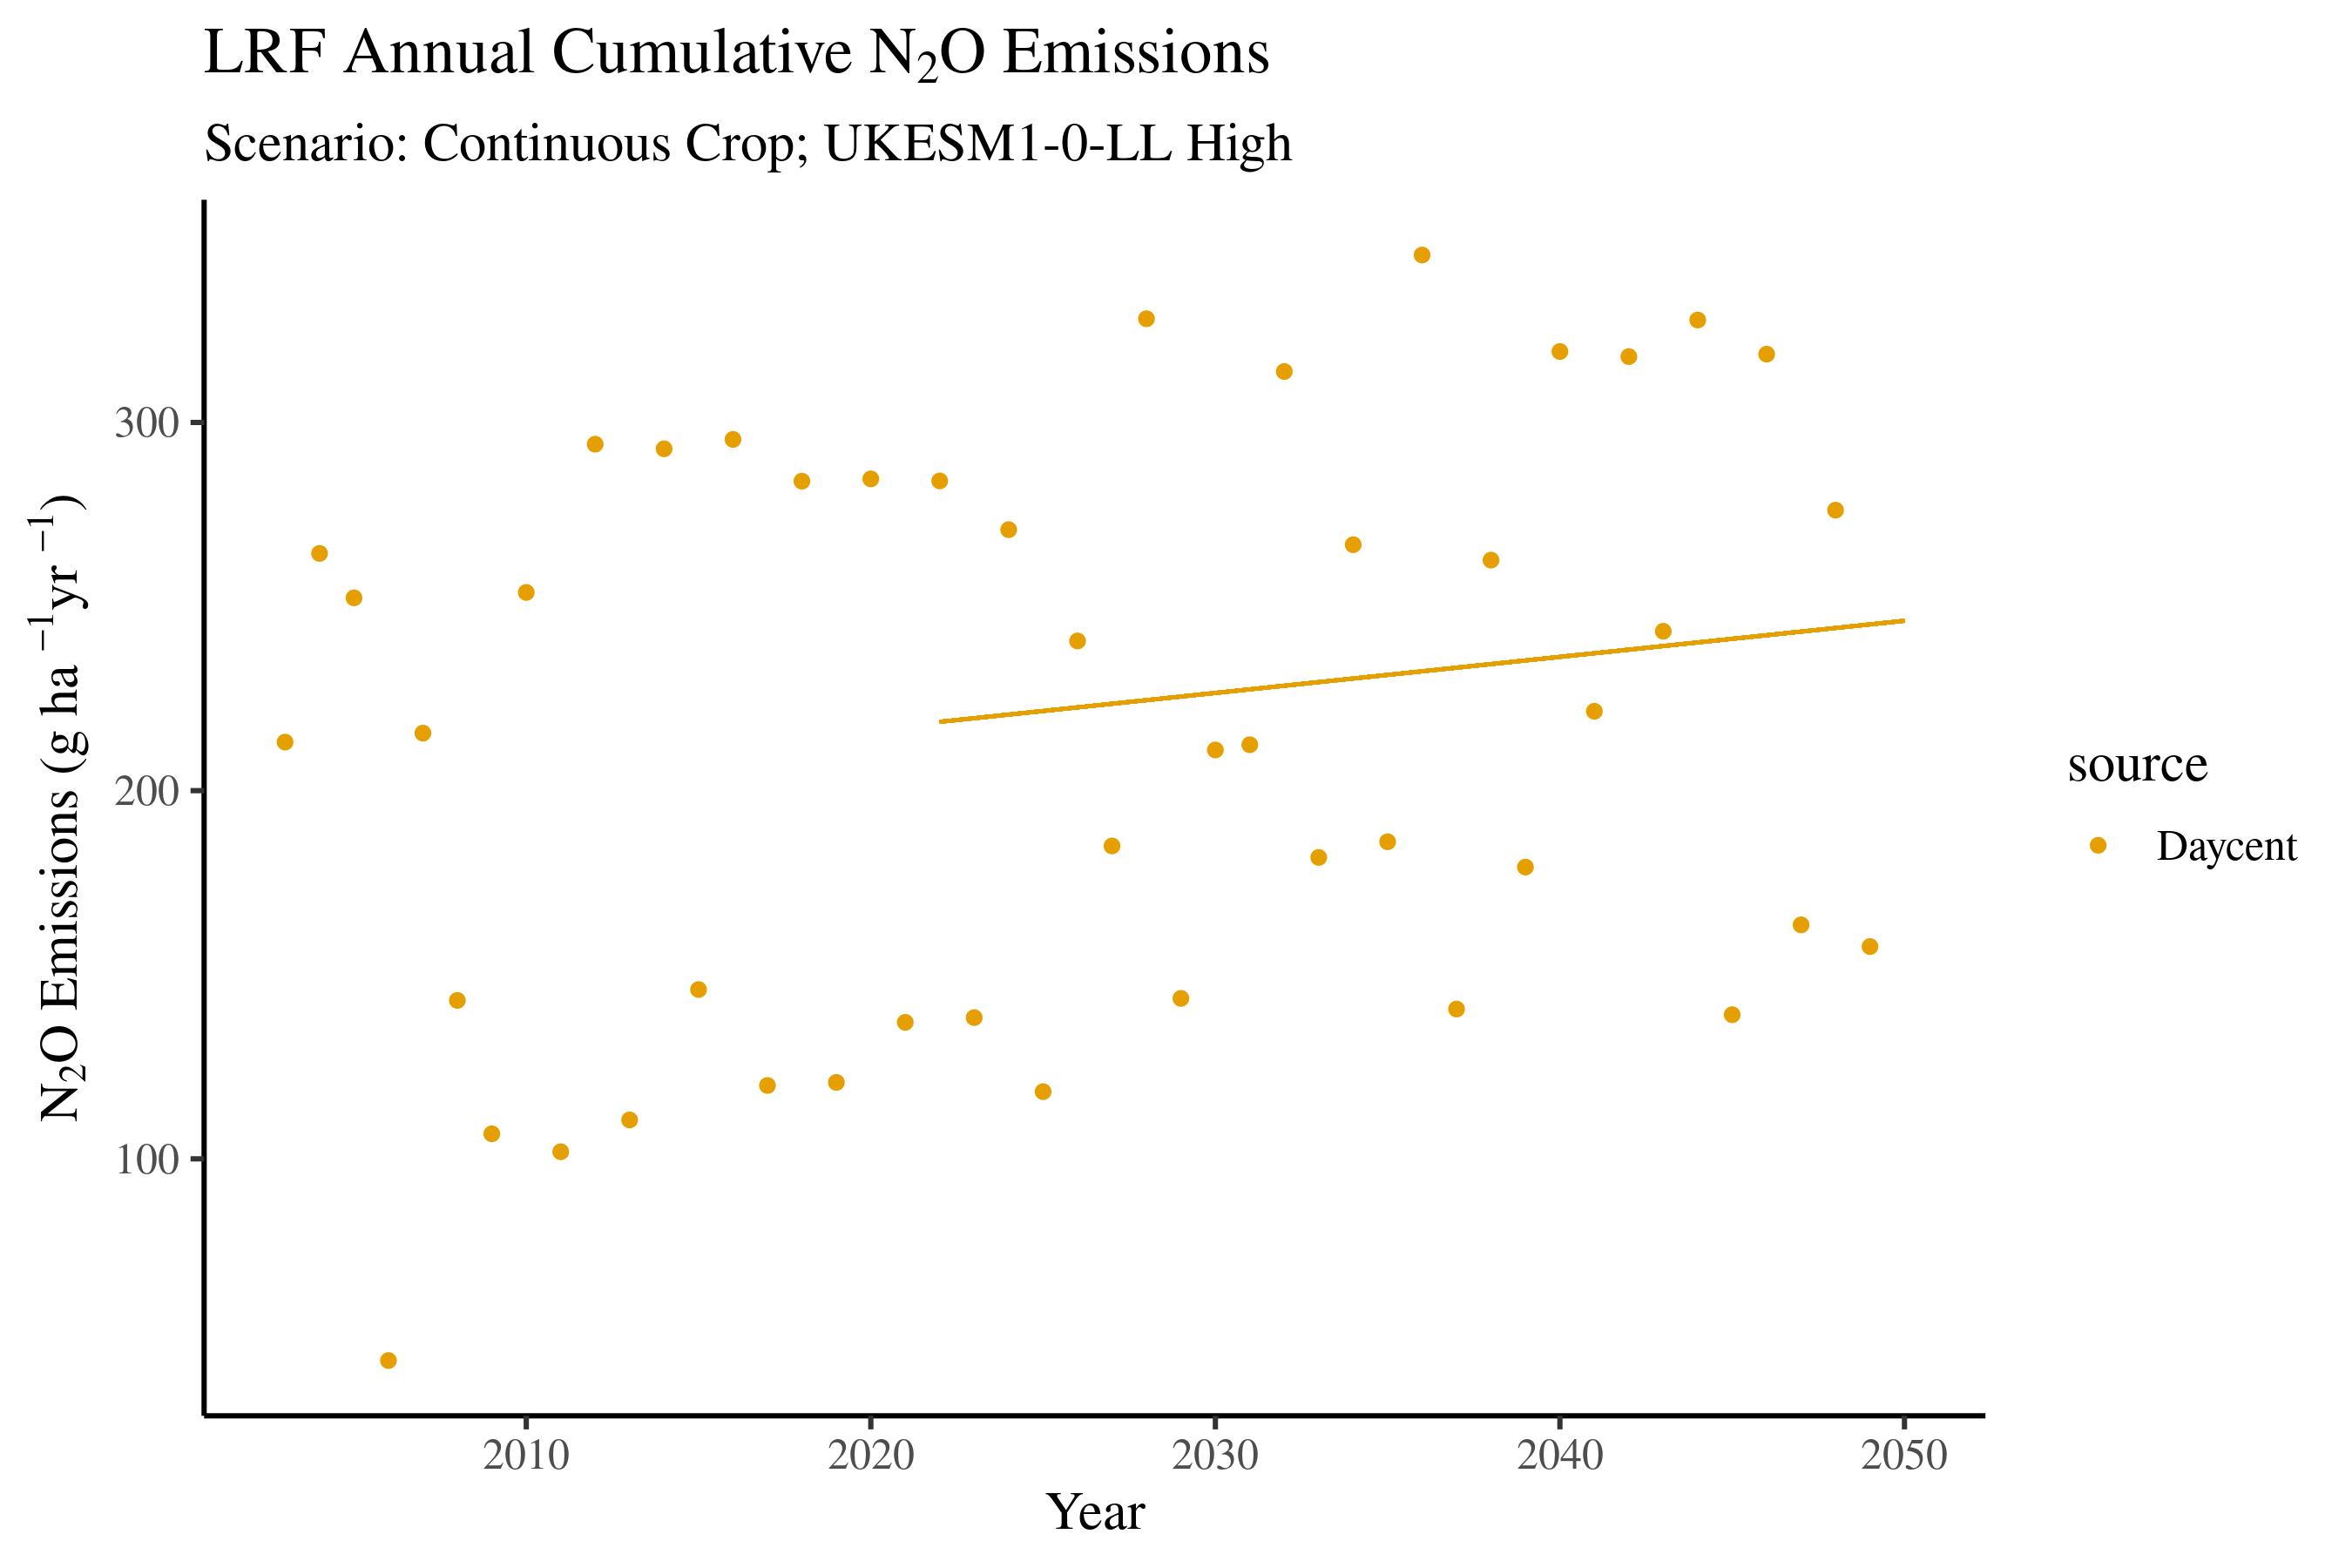 LRF Annual Cumulative N₂O Emissions
Scenario: Continuous Crop; UKESM1-0-LL High
N₂O Emissions (g ha⁻¹yr⁻¹)
300
200
100
2010 2020 2030 2040 2050
Year
source
Daycent